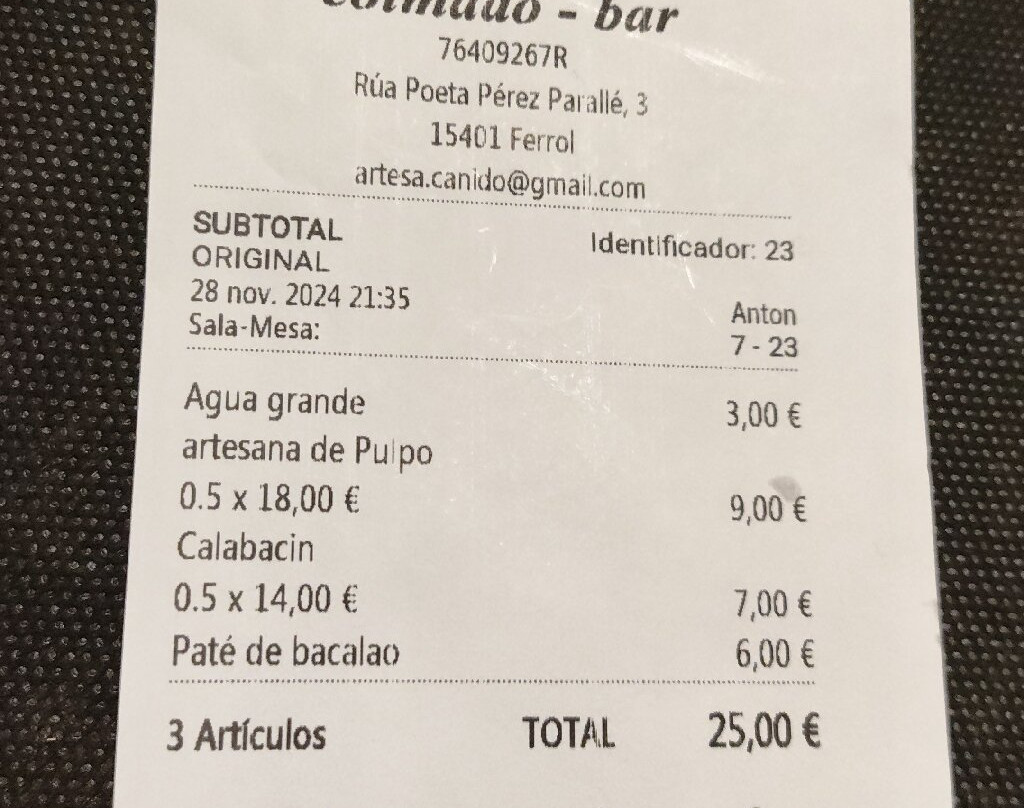 colmado - bar
76409267R
Rúa Poeta Pérez Parallé, 3
15401 Ferrol
artesa.canido@gmail.com
SUBTOTAL
Identificador: 23
ORIGINAL
28 nov. 2024 21:35
Anton
Sala-Mesa:
7 - 23
Agua grande
3,00 €
artesana de Pulpo
0.5 x 18,00 €
9,00 €
Calabacin
0.5 x 14,00 €
7,00 €
Paté de bacalao
6,00 €
3 Artículos
TOTAL
25,00 €